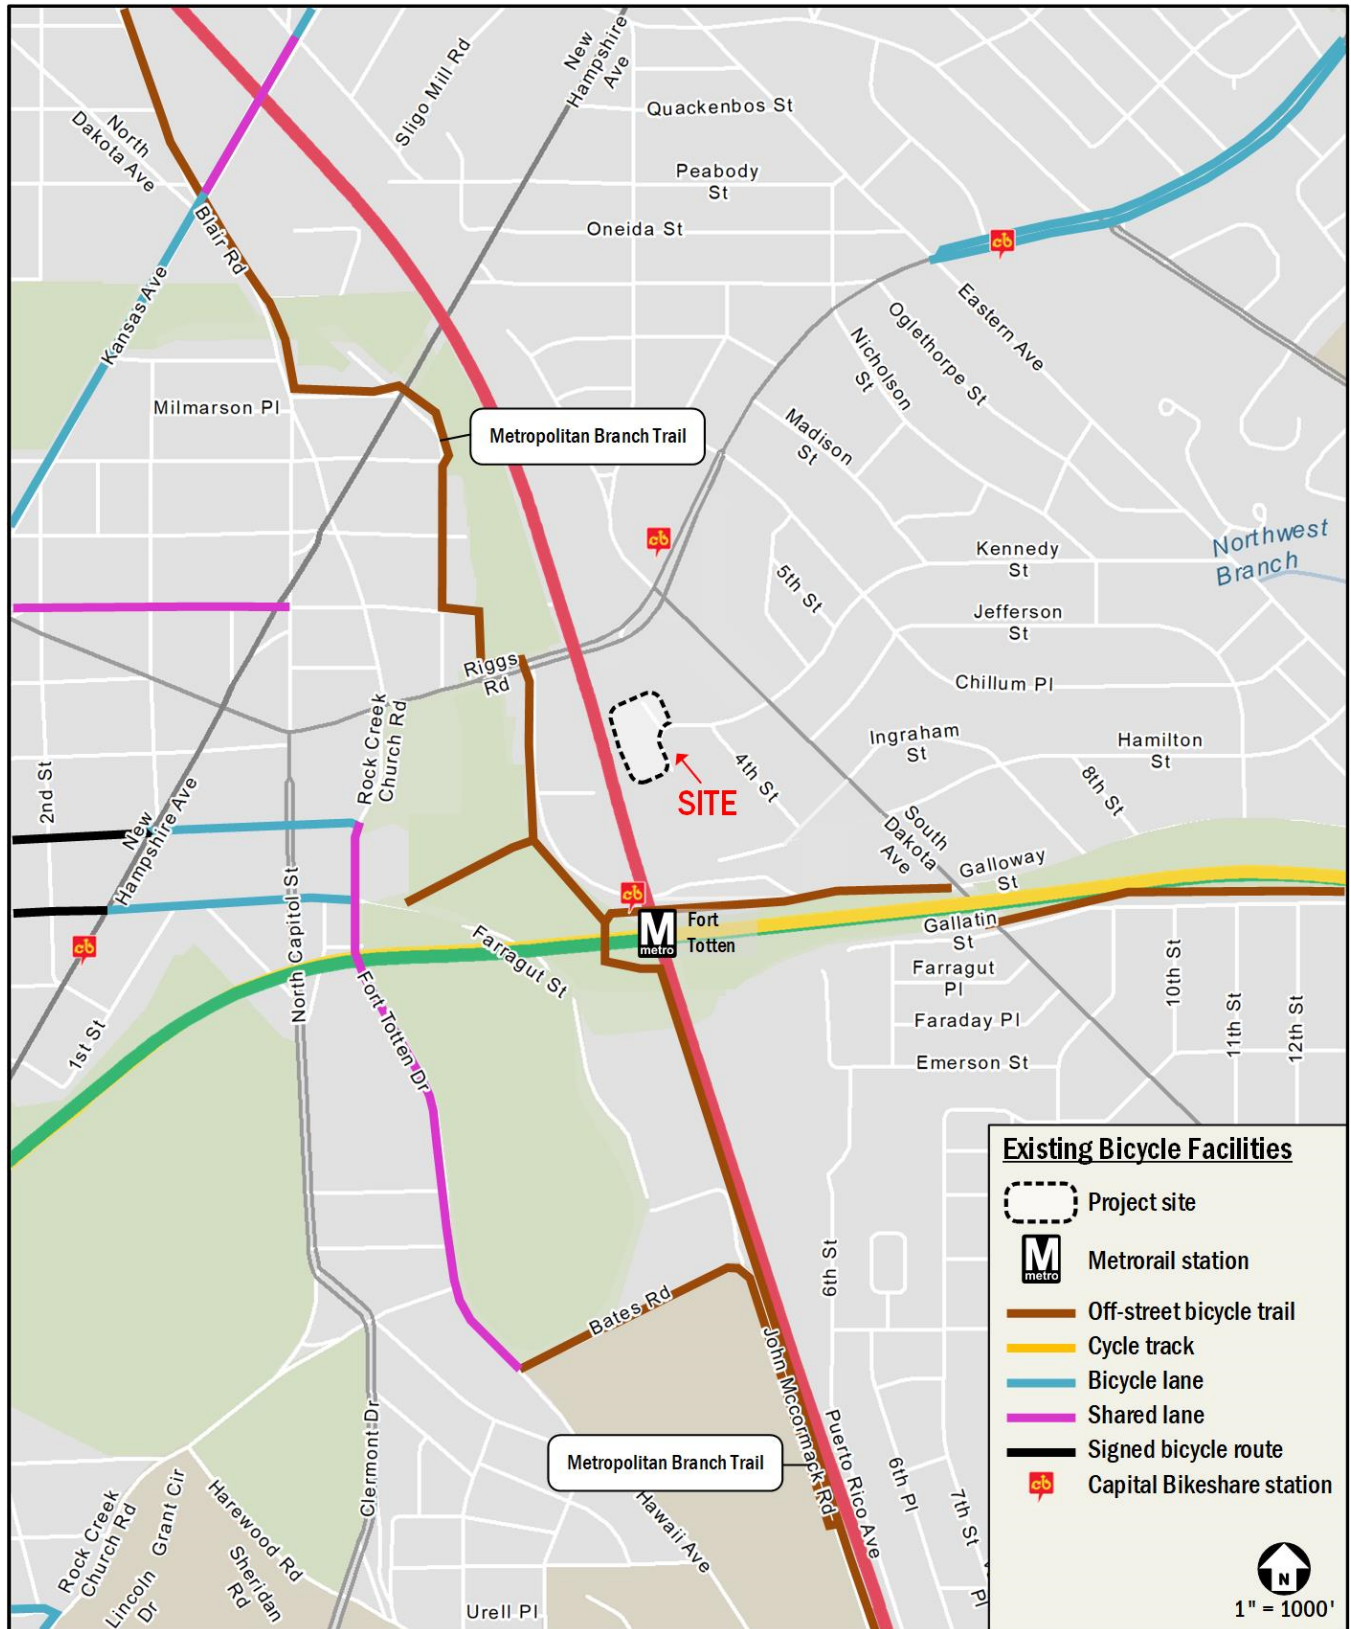 New
Hampshire
Ave
Sligo Mill Rd
Quackenbos St
North
Dakota Ave
Peabody
St
Oneida St
Blair Rd
Kansas Ave
Eastern Ave
Oglethorpe St
Nicholson
St
Milmarson Pl
Metropolitan Branch Trail
Madison
St
Northwest
Branch
Kennedy
St
5th St
Jefferson
St
Riggs
Rd
Chillum Pl
Rock Creek
Church Rd
Ingraham
St
Hamilton
St
4th St
8th St
2nd St
SITE
New
Hampshire Ave
South
Dakota
Ave
Galloway
St
North Capitol St
M
metro
Fort
Totten
Gallatin
St
Farragut St
Farragut
Pl
10th St
Fort Totten Dr
Faraday Pl
11th St
12th St
1st St
Emerson St
Existing Bicycle Facilities
Project site
M
metro
Metrorail station
Off-street bicycle trail
Cycle track
Bicycle lane
Shared lane
Signed bicycle route
cb
Capital Bikeshare station
N
1" = 1000'
6th St
Bates Rd
John Mccormack Rd
Puerto Rico Ave
Clermont Dr
Metropolitan Branch Trail
6th Pl
7th St
Pl
Hawaii Ave
Rock Creek
Church Rd
Grant Cir
Harewood Rd
Sheridan
Rd
Lincoln
Dr
Urell Pl